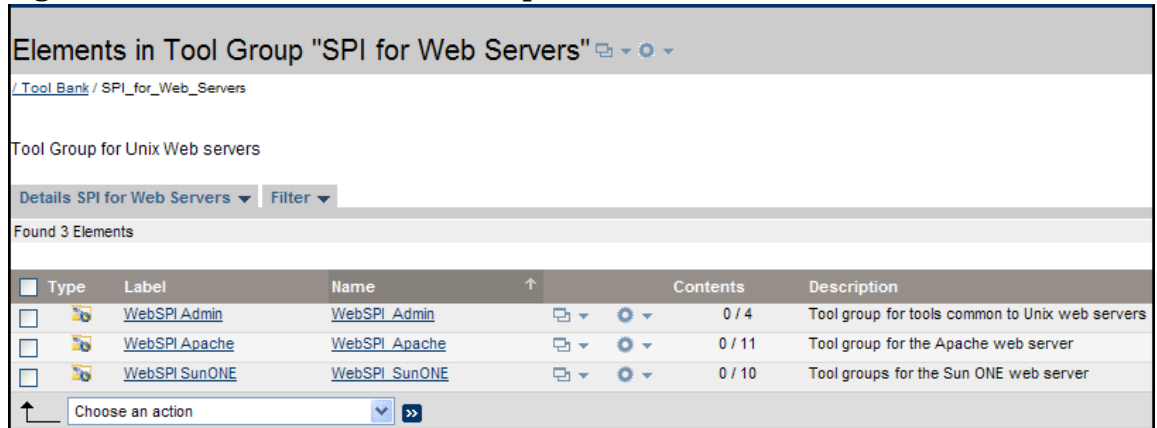 Elements in Tool Group "SPI for Web Servers"
/ Tool Bank / SPI_for_Web_Servers
Tool Group for Unix Web servers
Details SPI for Web Servers Filter
Found 3 Elements
Type Label Name Contents Description
WebSPI Admin WebSPI_Admin 0 / 4 Tool group for tools common to Unix web servers
WebSPI Apache WebSPI_Apache 0 / 11 Tool group for the Apache web server
WebSPI SunONE WebSPI_SunONE 0 / 10 Tool groups for the Sun ONE web server
Choose an action